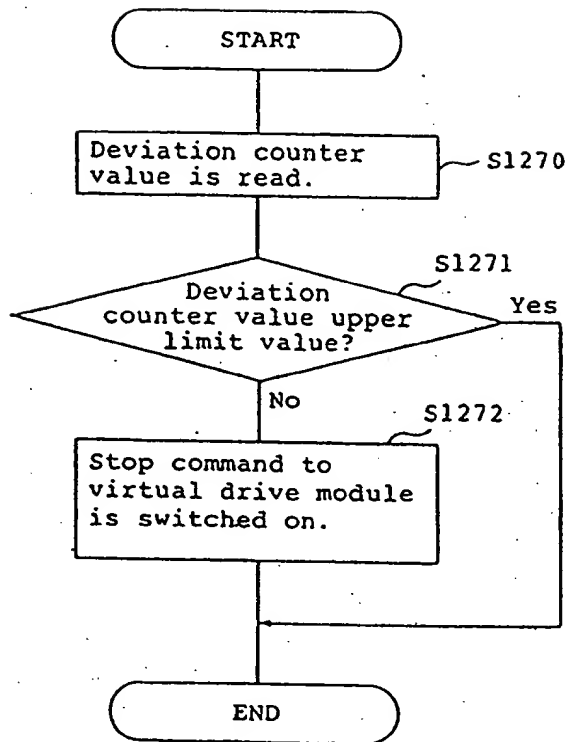 START
Deviation counter
value is read.
S1270
S1271
Deviation
counter value upper
limit value?
Yes
No
S1272
Stop command to
virtual drive module
is switched on.
END